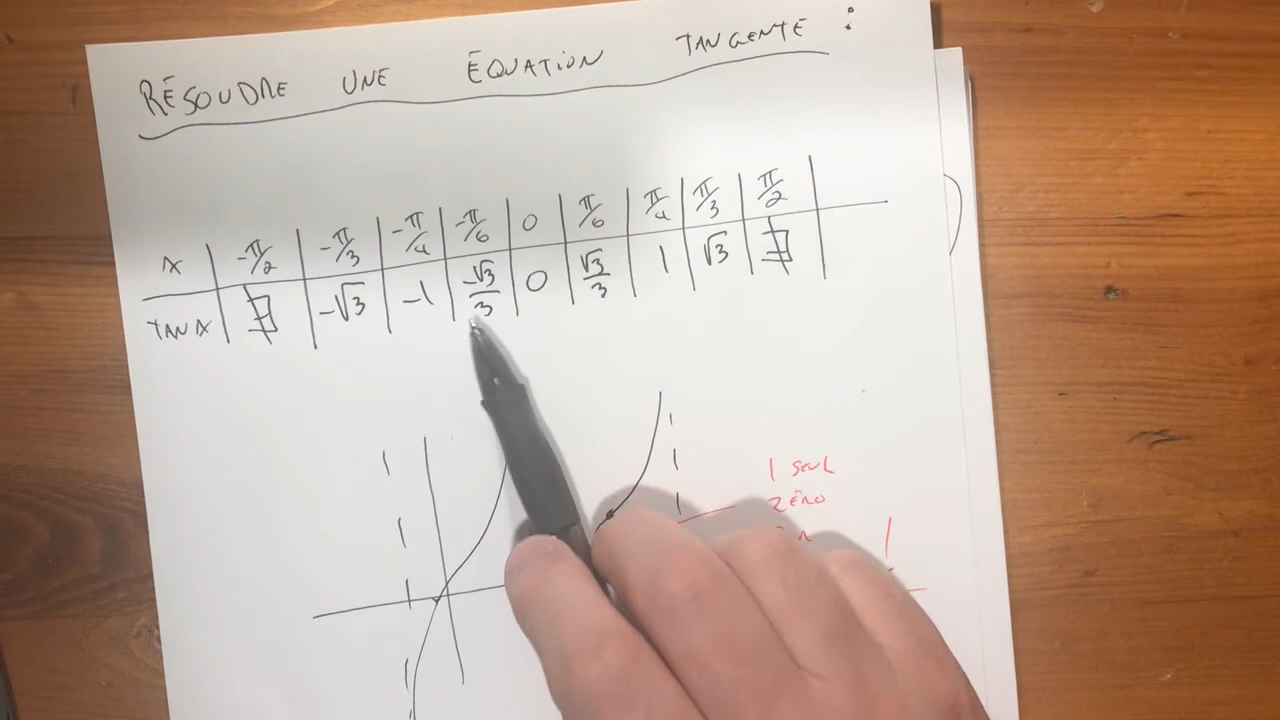 RÉSOUDRE UNE ÉQUATION TANGENTE :
x | -π/2 | -π/3 | -π/4 | -π/6 | 0 | π/6 | π/4 | π/3 | π/2
TAN x | ∄ | -√3 | -1 | -√3/3 | 0 | √3/3 | 1 | √3 | ∄
1 SEUL
ZÉRO